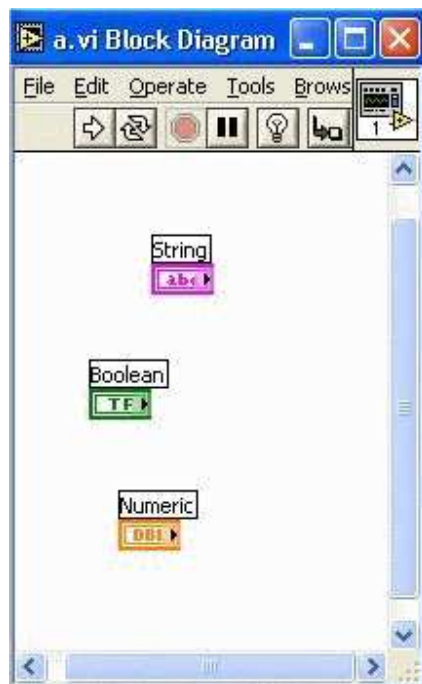 a.vi Block Diagram
File Edit Operate Tools Brows
1
String
abc
Boolean
TF
Numeric
DBL